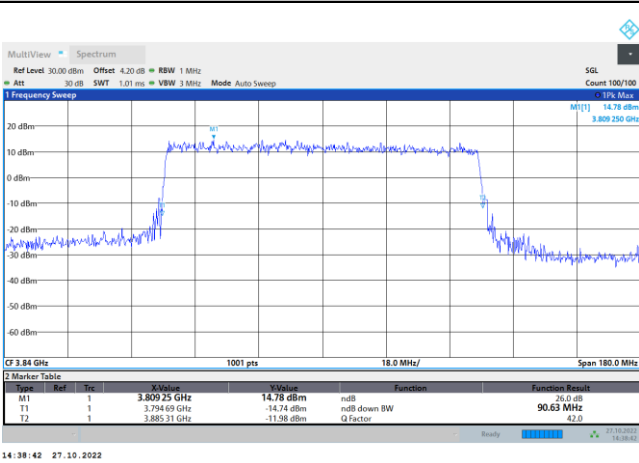 MultiView Spectrum
Ref Level 30.00 dBm Offset 4.20 dB RBW 1 MHz SGL
Att 30 dB SWT 1.01 ms VBW 3 MHz Mode Auto Sweep Count 100/100
1 Frequency Sweep 1Pk Max
M1[1] 14.78 dBm
3.809 250 GHz
M1
20 dBm
10 dBm
0 dBm
-10 dBm
-20 dBm
-30 dBm
-40 dBm
-50 dBm
-60 dBm
CF 3.84 GHz 1001 pts 18.0 MHz/ Span 180.0 MHz
2 Marker Table
Type Ref Trc X-Value Y-Value Function Function Result
M1 1 3.809 25 GHz 14.78 dBm ndB 26.0 dB
T1 1 3.794 69 GHz -14.74 dBm ndB down BW 90.63 MHz
T2 1 3.885 31 GHz -11.98 dBm Q Factor 42.0
Ready 27.10.2022
14:38:42
14:38:42 27.10.2022